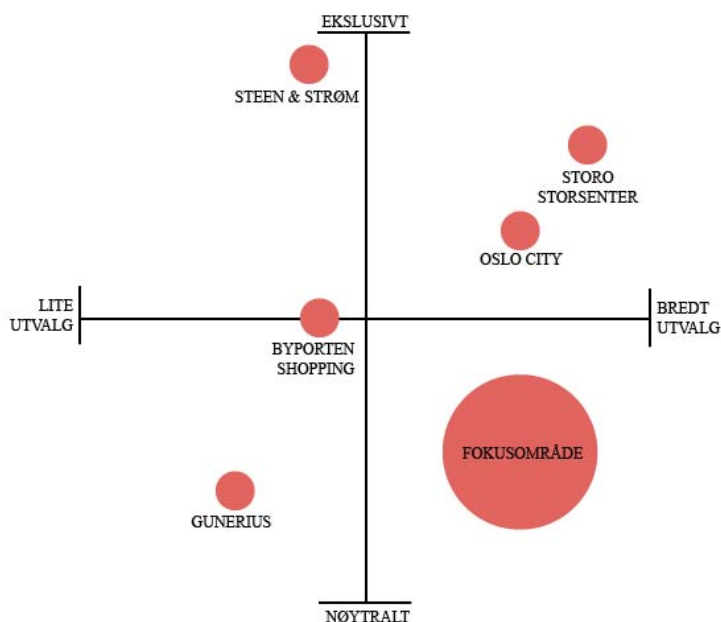 EKSLUSIVT
STEEN & STRØM
STORO
STORSENTER
OSLO CITY
LITE
UTVALG
BREDT
UTVALG
BYPORTEN
SHOPPING
FOKUSOMRÅDE
GUNERIUS
NØYTRALT